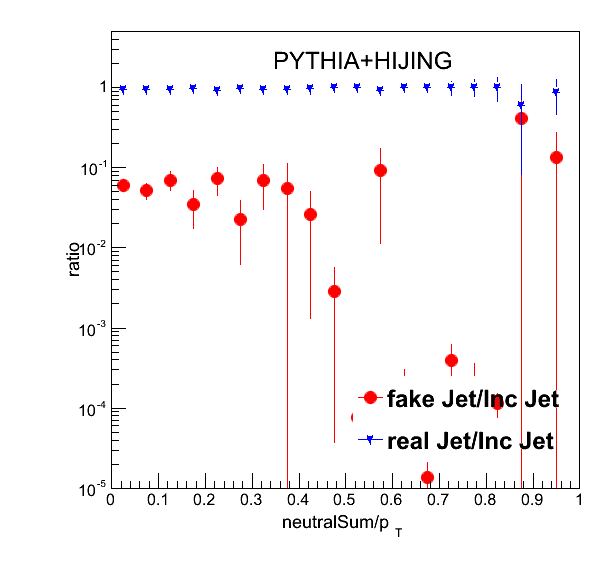 PYTHIA+HIJING
1
10^-1
10^-2
10^-3
10^-4
10^-5
ratio
fake Jet/Inc Jet
real Jet/Inc Jet
0 0.1 0.2 0.3 0.4 0.5 0.6 0.7 0.8 0.9 1
neutralSum/p_T